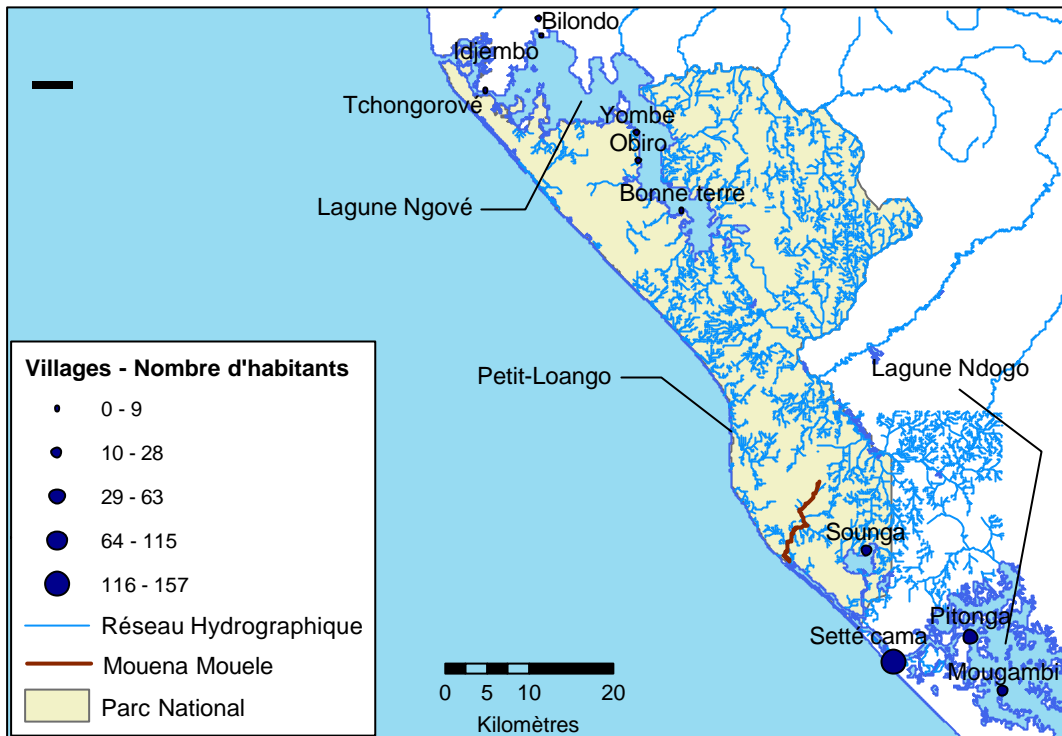 Bilondo
Idjembo
Tchongorové
Yombe
Obiro
Bonne terre
Lagune Ngové
Petit-Loango
Lagune Ndogo
Sounga
Pitonga
Setté cama
Mougambi
Villages - Nombre d'habitants
0 - 9
10 - 28
29 - 63
64 - 115
116 - 157
Réseau Hydrographique
Mouena Mouele
Parc National
0 5 10 20
Kilomètres